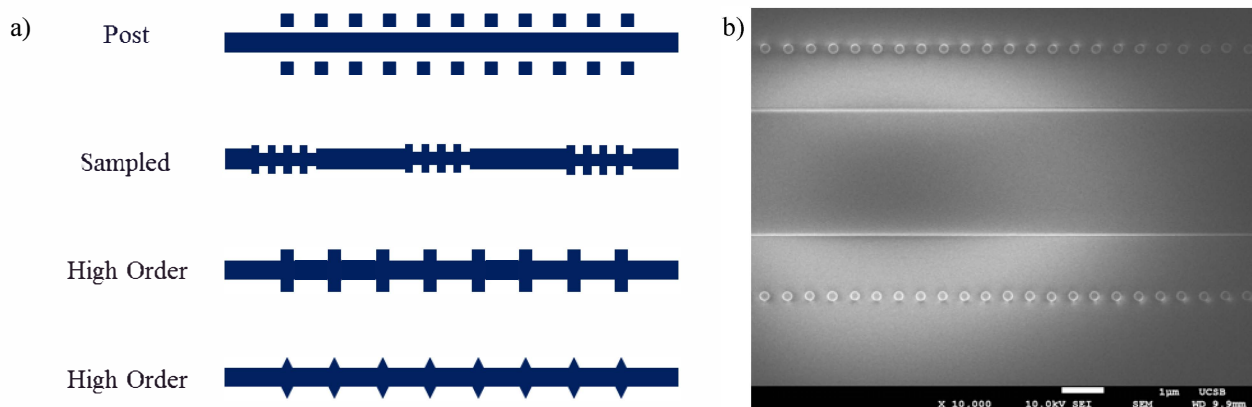 a)
Post
Sampled
High Order
High Order
b)
1μm UCSB
X 10,000 10.0kV SEI SEM WD 9.9mm